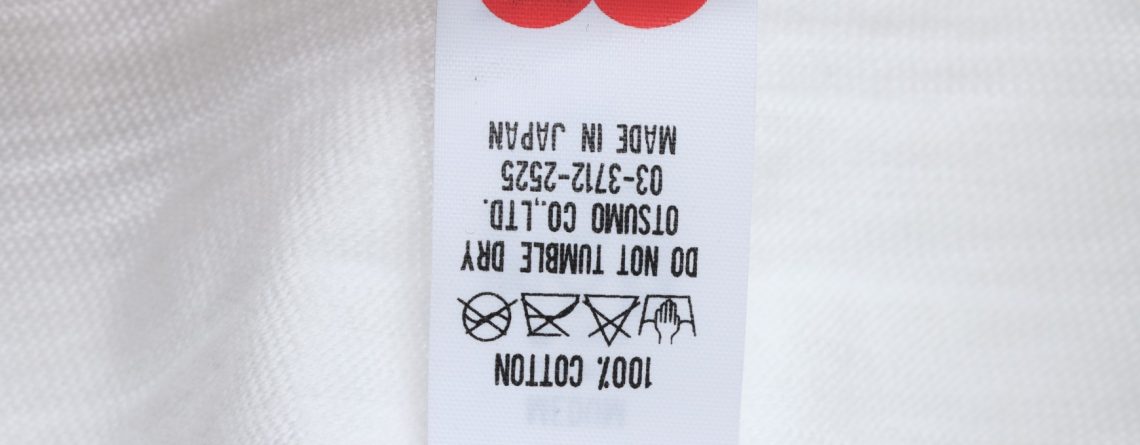 100% COTTON
DO NOT TUMBLE DRY
OTSUMO CO.,LTD.
03-3712-2525
MADE IN JAPAN